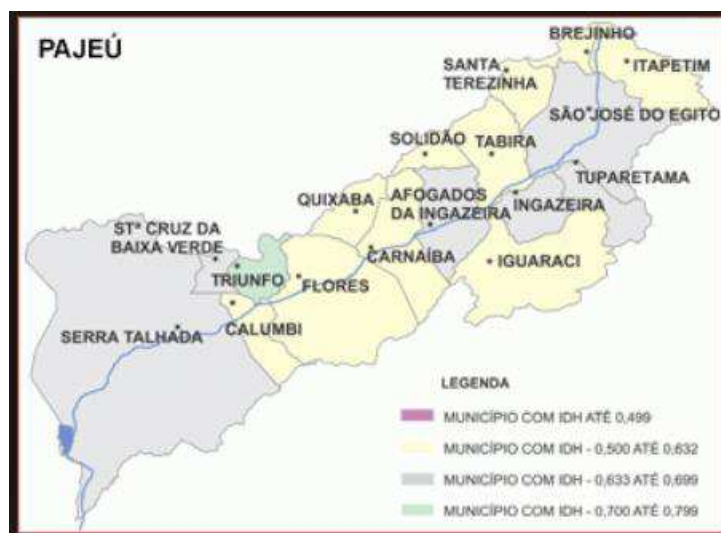 PAJEÚ
BREJINHO
SANTA
TEREZINHA
ITAPETIM
SÃO JOSÉ DO EGITO
SOLIDÃO
TABIRA
TUPARETAMA
QUIXABA
AFOGADOS
DA INGAZEIRA
INGAZEIRA
STª CRUZ DA
BAIXA VERDE
CARNAÍBA
IGUARACI
TRIUNFO
FLORES
SERRA TALHADA
CALUMBI
LEGENDA
MUNICÍPIO COM IDH ATÉ 0,499
MUNICÍPIO COM IDH - 0,500 ATÉ 0,632
MUNICÍPIO COM IDH - 0,633 ATÉ 0,699
MUNICÍPIO COM IDH - 0,700 ATÉ 0,799